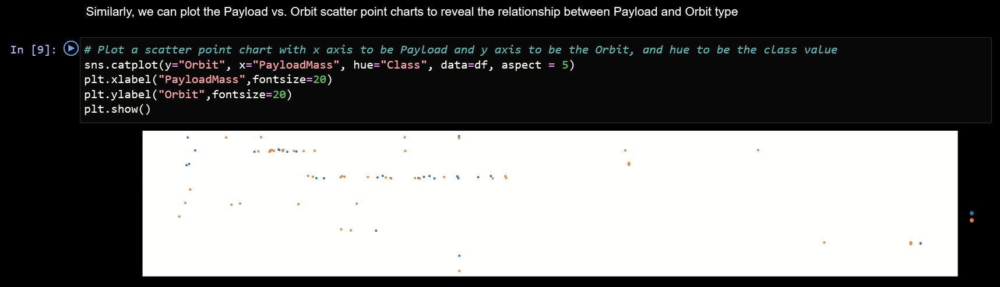 Similarly, we can plot the Payload vs. Orbit scatter point charts to reveal the relationship between Payload and Orbit type
In [9]:
# Plot a scatter point chart with x axis to be Payload and y axis to be the Orbit, and hue to be the class value
sns.catplot(y="Orbit", x="PayloadMass", hue="Class", data=df, aspect = 5)
plt.xlabel("PayloadMass",fontsize=20)
plt.ylabel("Orbit",fontsize=20)
plt.show()